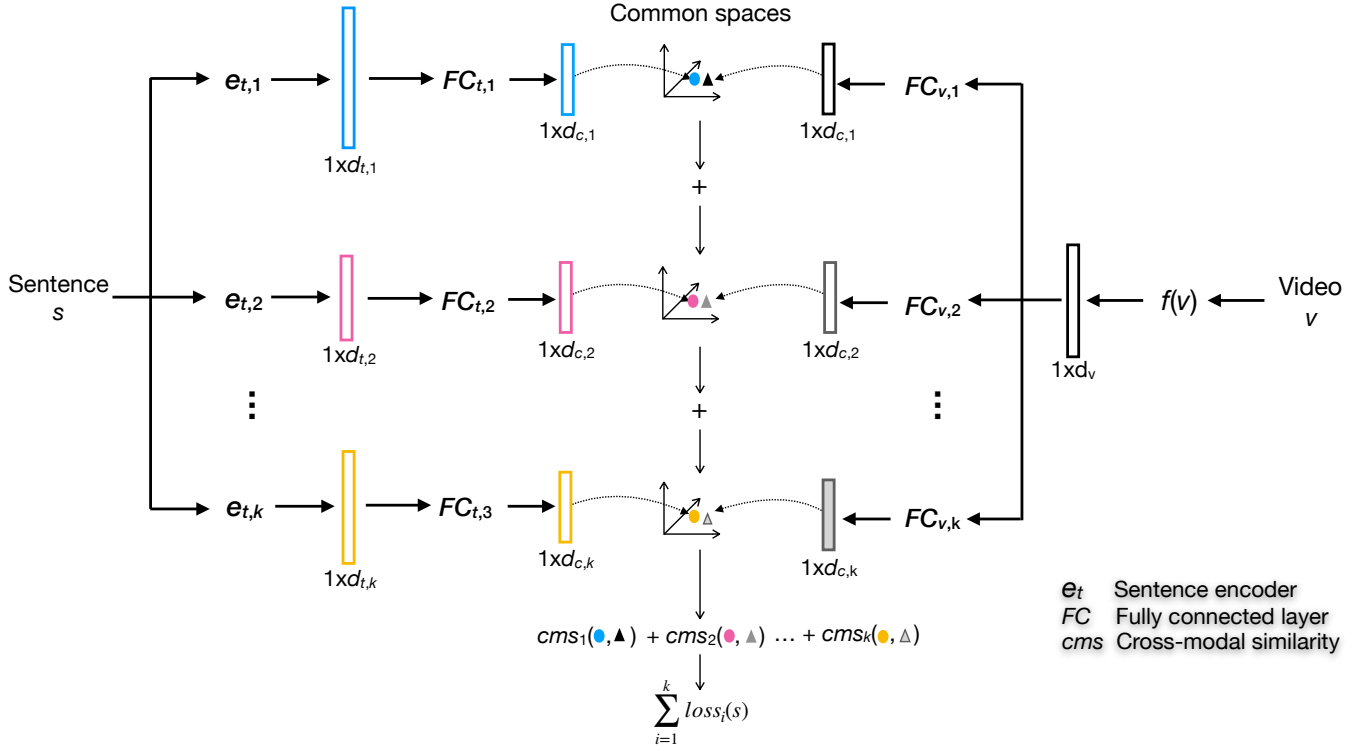 Common spaces
e_{t,1} FC_{t,1} FC_{v,1}
1xd_{t,1} 1xd_{c,1} 1xd_{c,1}
+
Sentence
s
e_{t,2} FC_{t,2} FC_{v,2} f(v)
Video
v
1xd_{t,2} 1xd_{c,2} 1xd_{c,2} 1xd_v
⋮ ⋮
+
e_{t,k} FC_{t,3} FC_{v,k}
1xd_{t,k} 1xd_{c,k} 1xd_{c,k}
e_t Sentence encoder
FC Fully connected layer
cms Cross-modal similarity
cms_1(●,▲) + cms_2(●,▲) … + cms_k(●,△)
\sum_{i=1}^{k} loss_i(s)